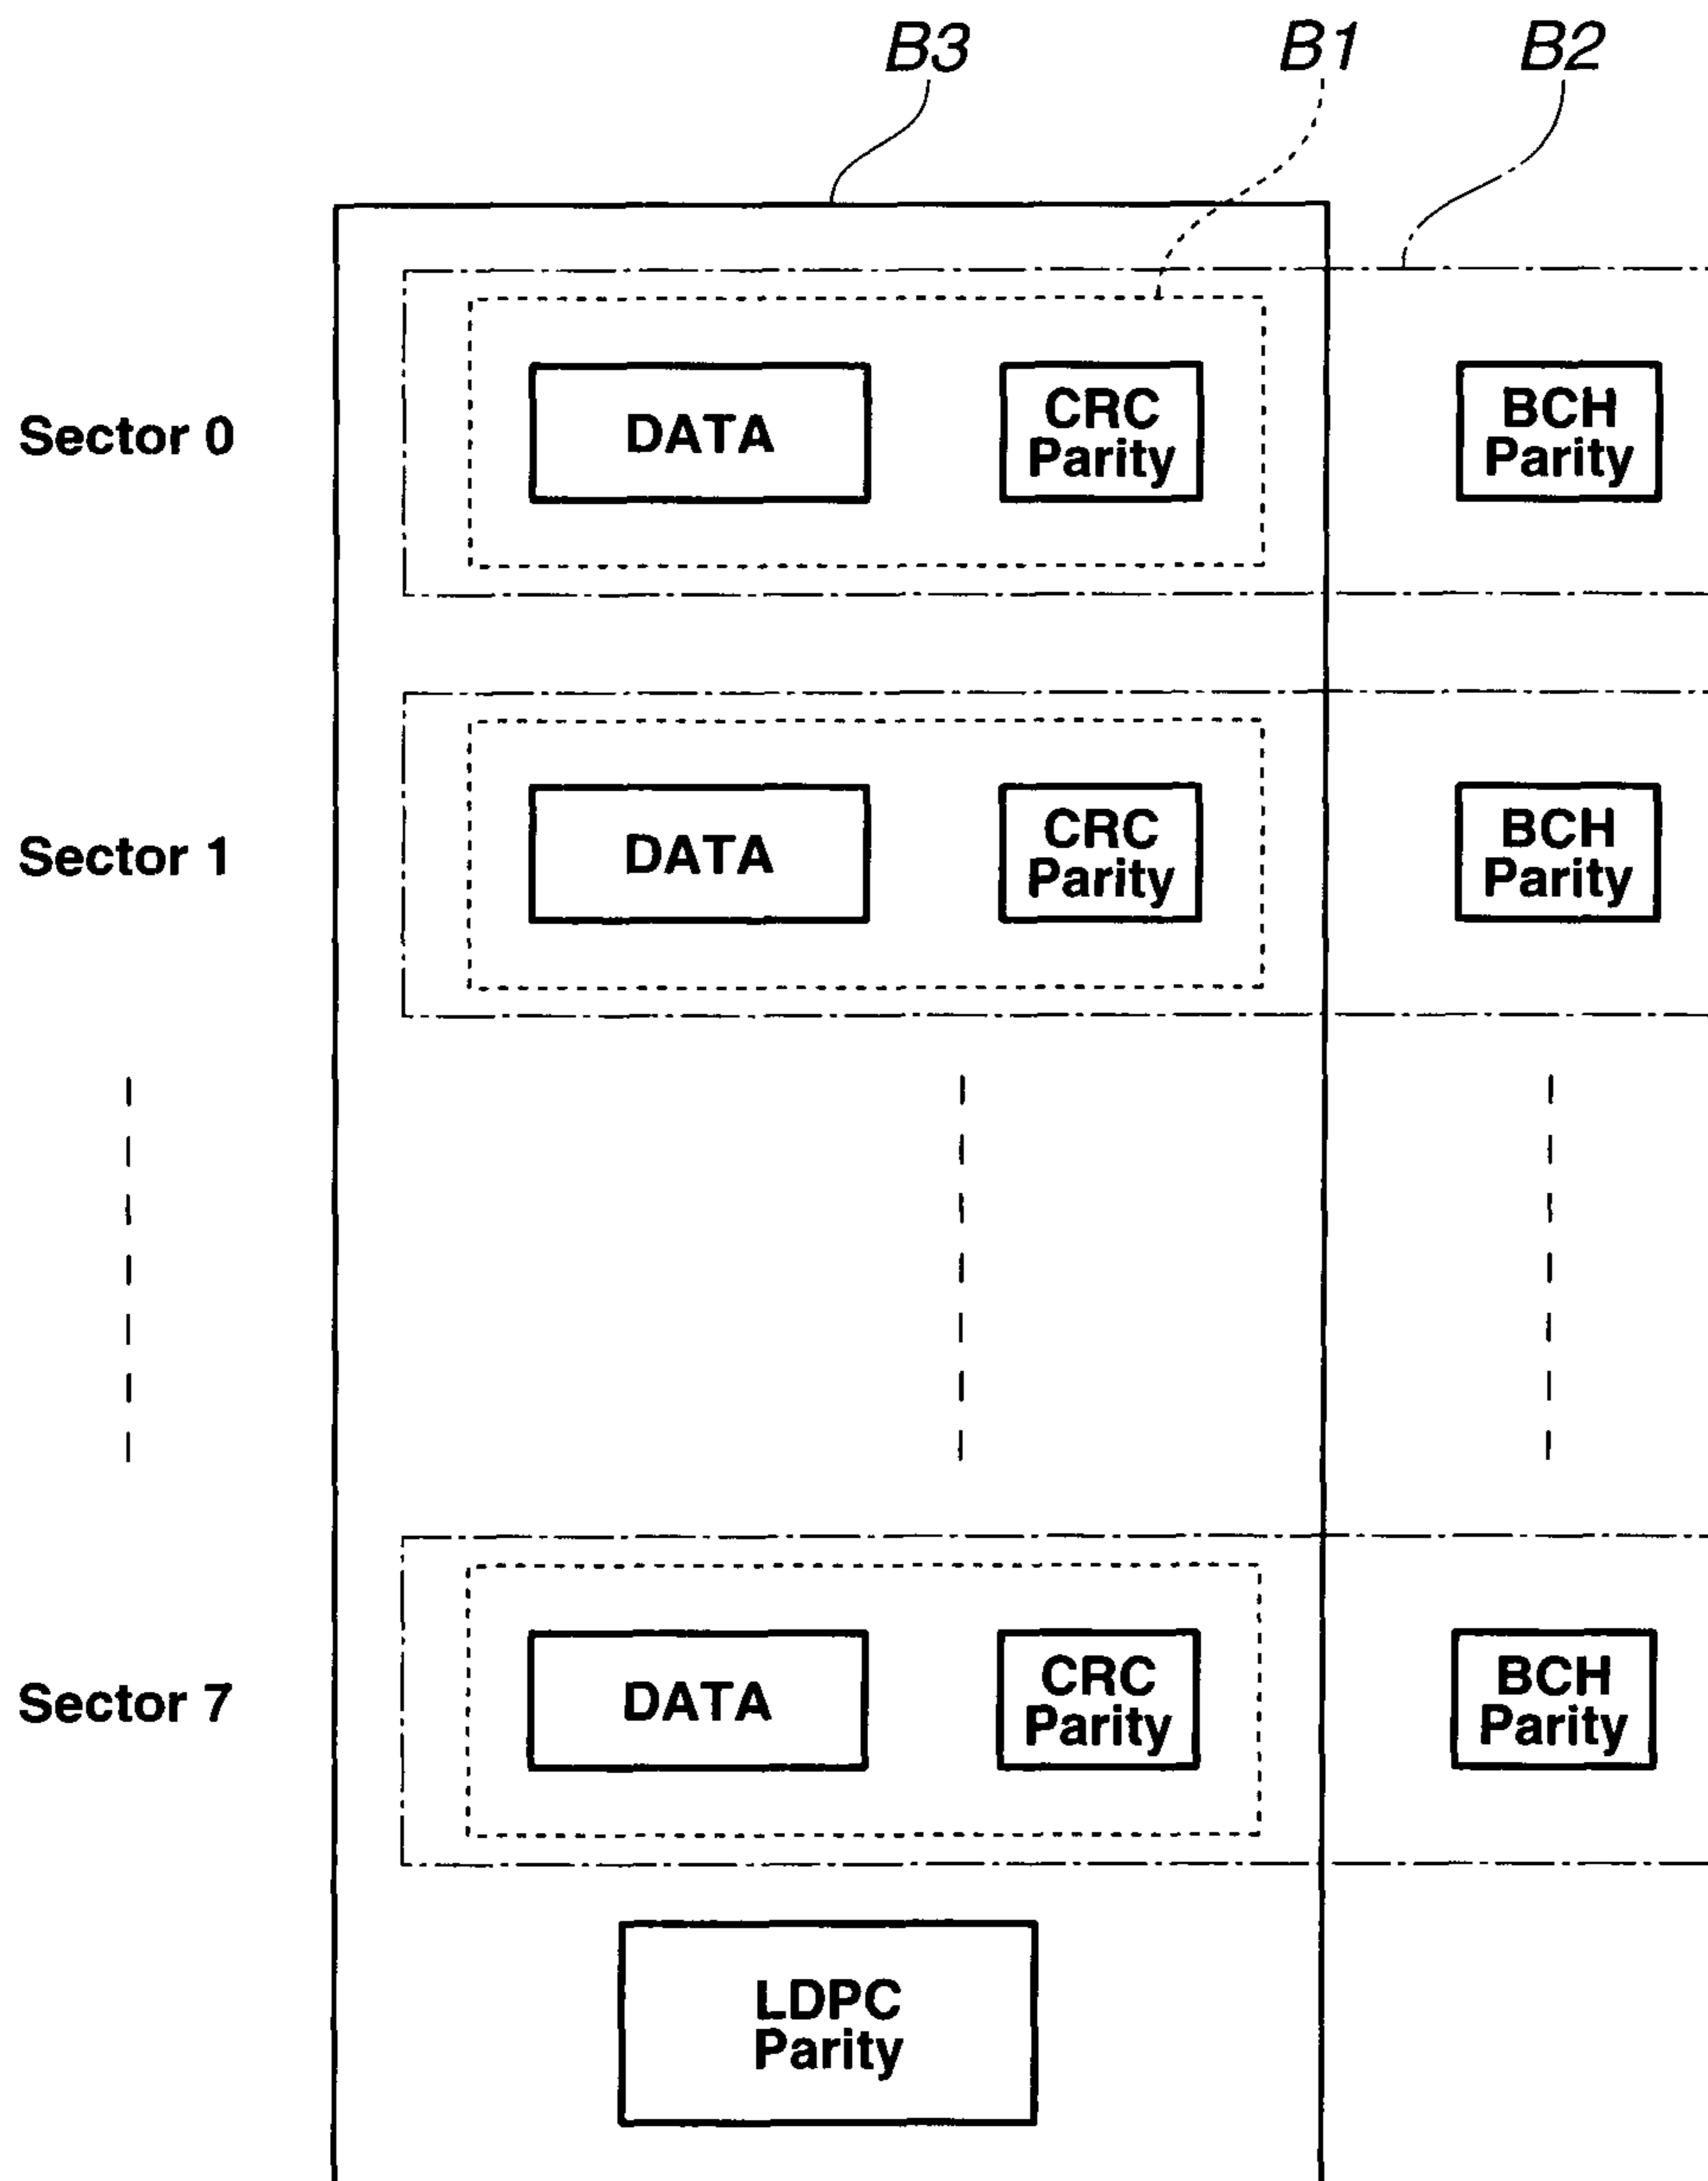 B3 B1 B2
Sector 0 DATA CRC Parity BCH Parity
Sector 1 DATA CRC Parity BCH Parity
Sector 7 DATA CRC Parity BCH Parity
LDPC
Parity